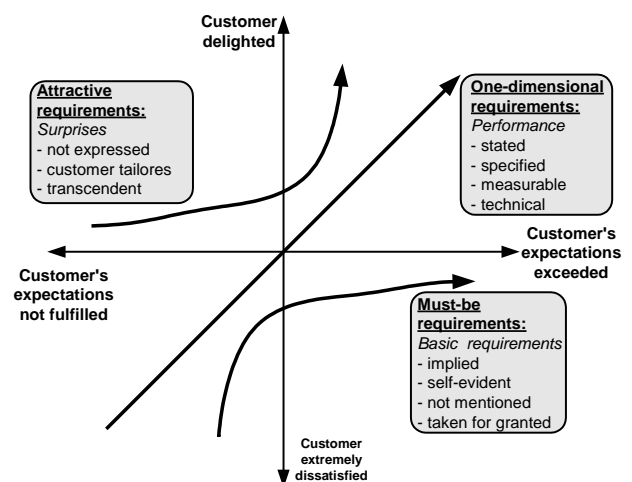 Customer
delighted
Attractive
requirements:
Surprises
- not expressed
- customer tailores
- transcendent
One-dimensional
requirements:
Performance
- stated
- specified
- measurable
- technical
Customer's
expectations
not fulfilled
Customer's
expectations
exceeded
Must-be
requirements:
Basic requirements
- implied
- self-evident
- not mentioned
- taken for granted
Customer
extremely
dissatisfied